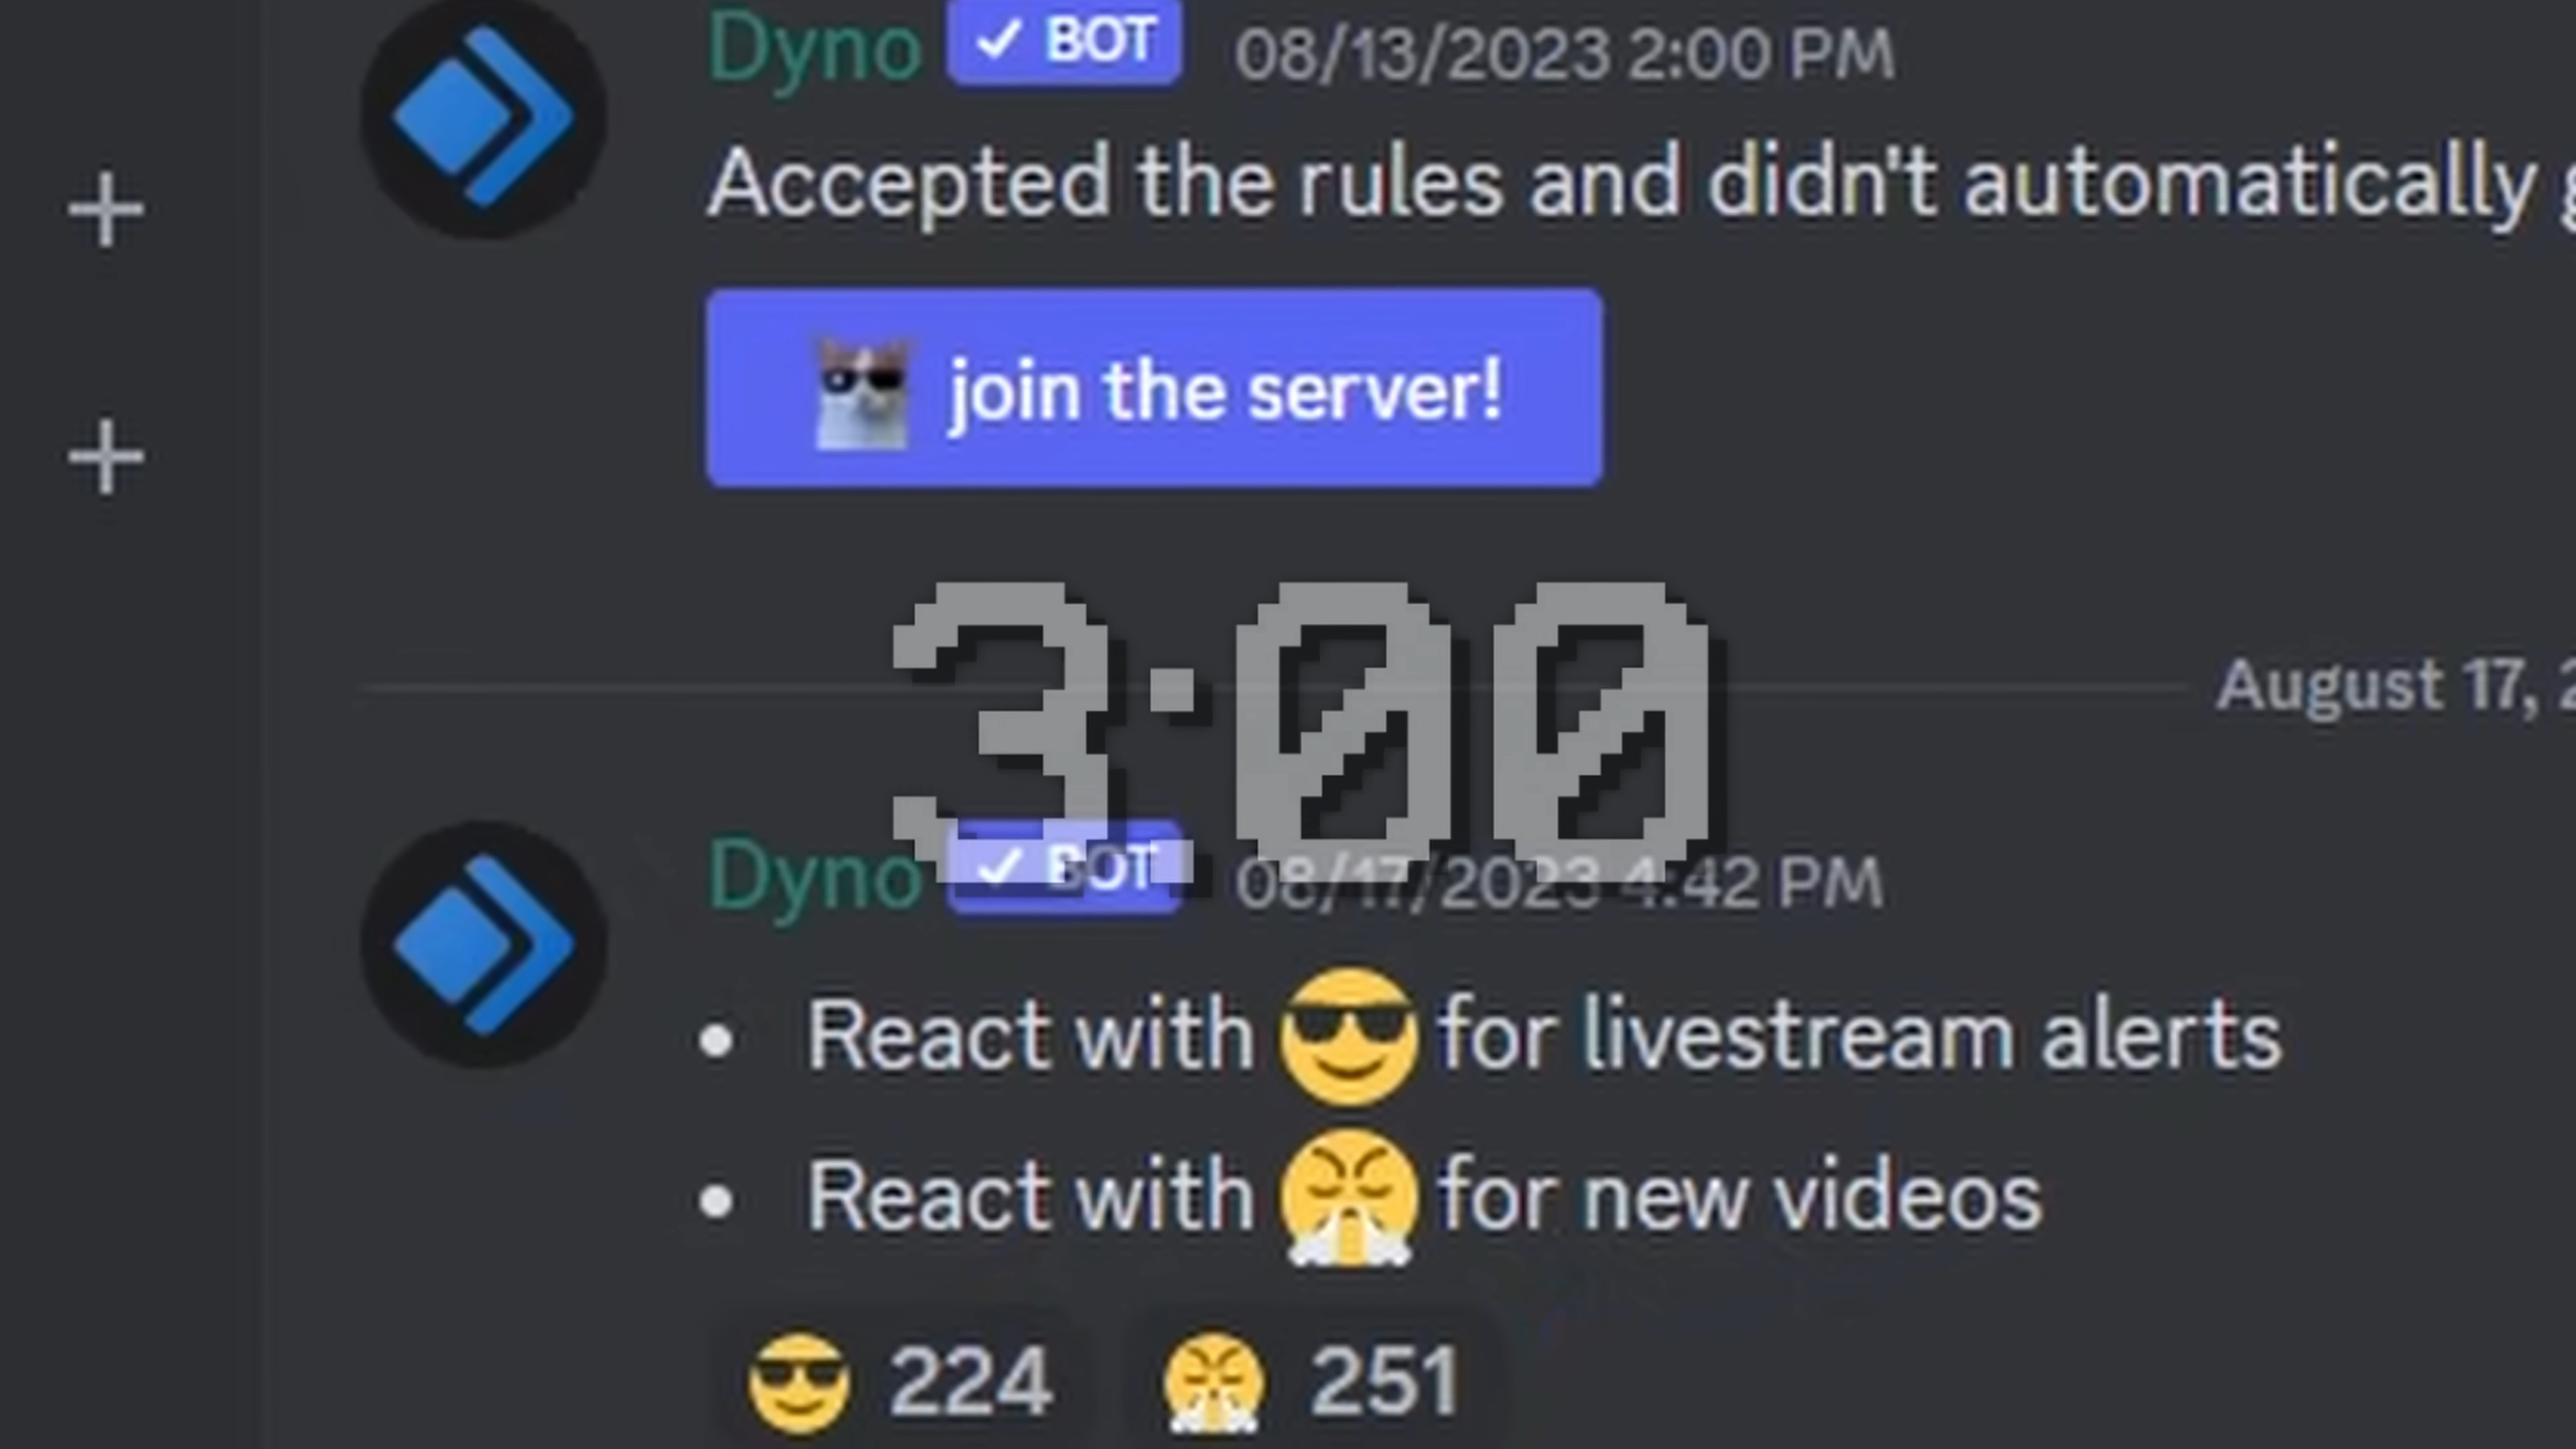 Dyno ✓ BOT 08/13/2023 2:00 PM
Accepted the rules and didn't automatically
😼 join the server!
3:00
August 17,
Dyno ✓ BOT 08/17/2023 4:42 PM
• React with 😎 for livestream alerts
• React with 😤 for new videos
😎 224 😤 251